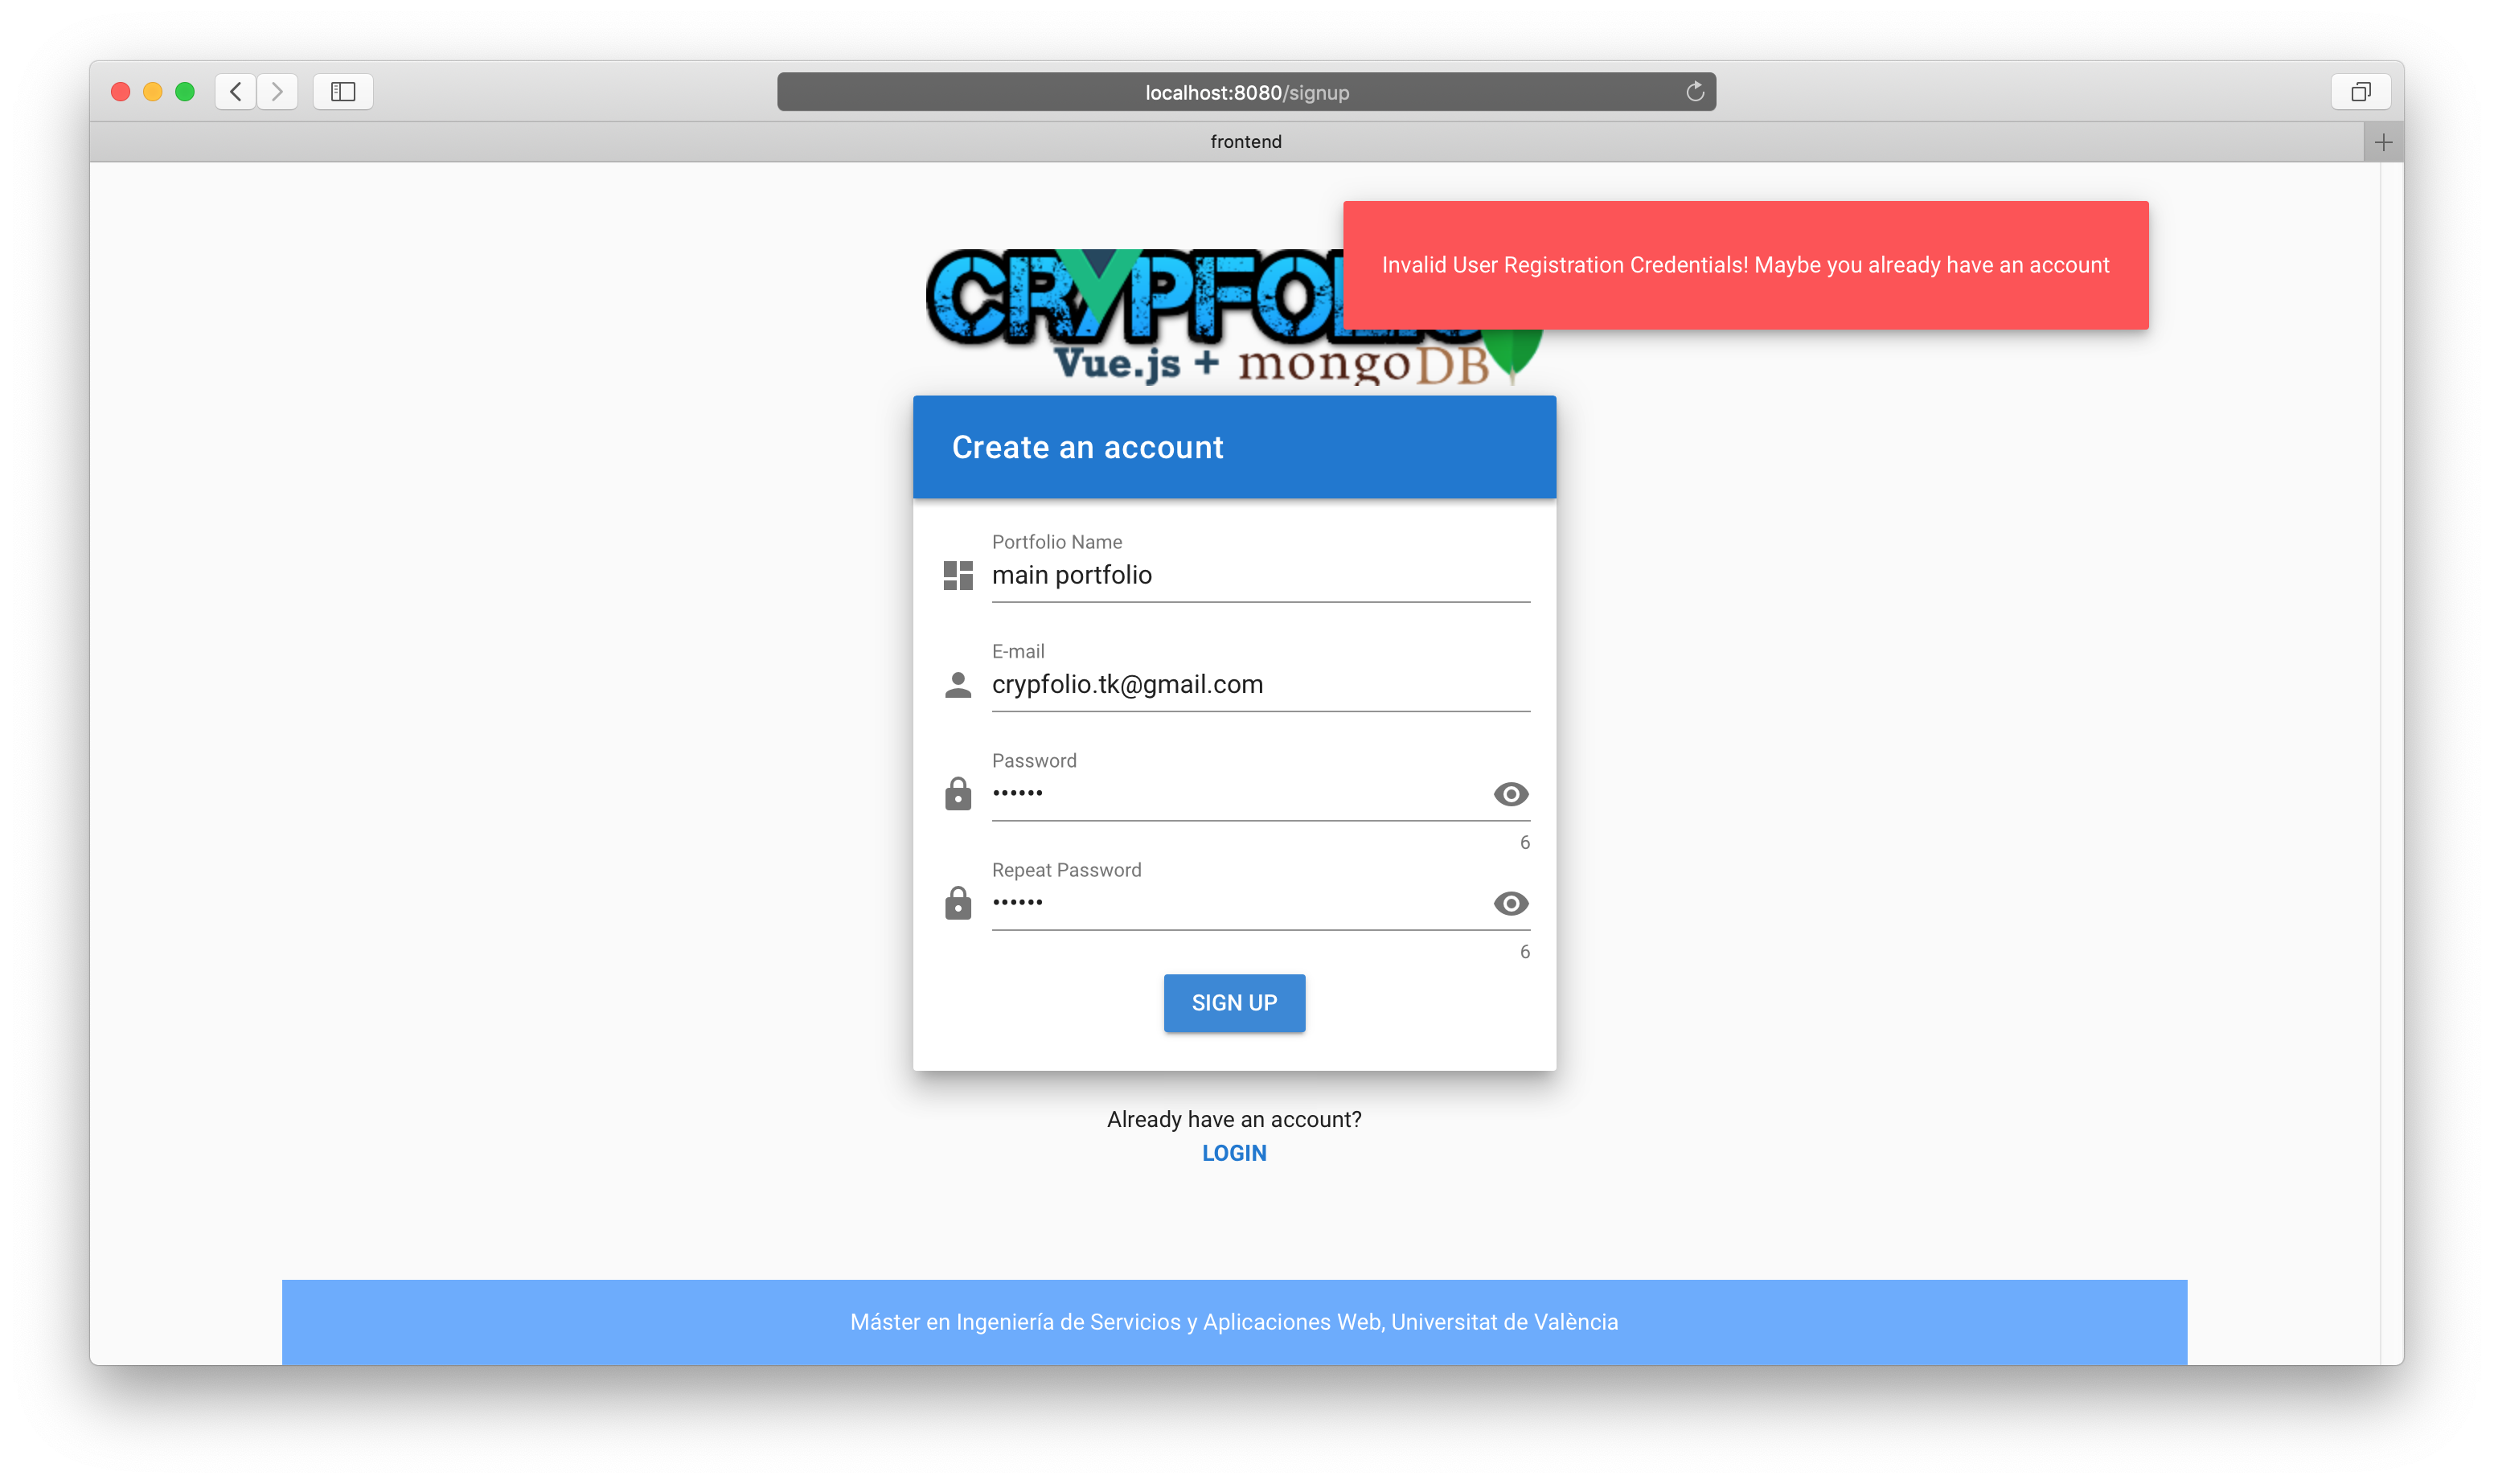 localhost:8080/signup
frontend
Invalid User Registration Credentials! Maybe you already have an account
Vue.js + mongoDB
Create an account
Portfolio Name
main portfolio
E-mail
crypfolio.tk@gmail.com
Password
••••••
6
Repeat Password
••••••
6
SIGN UP
Already have an account?
LOGIN
Máster en Ingeniería de Servicios y Aplicaciones Web, Universitat de València